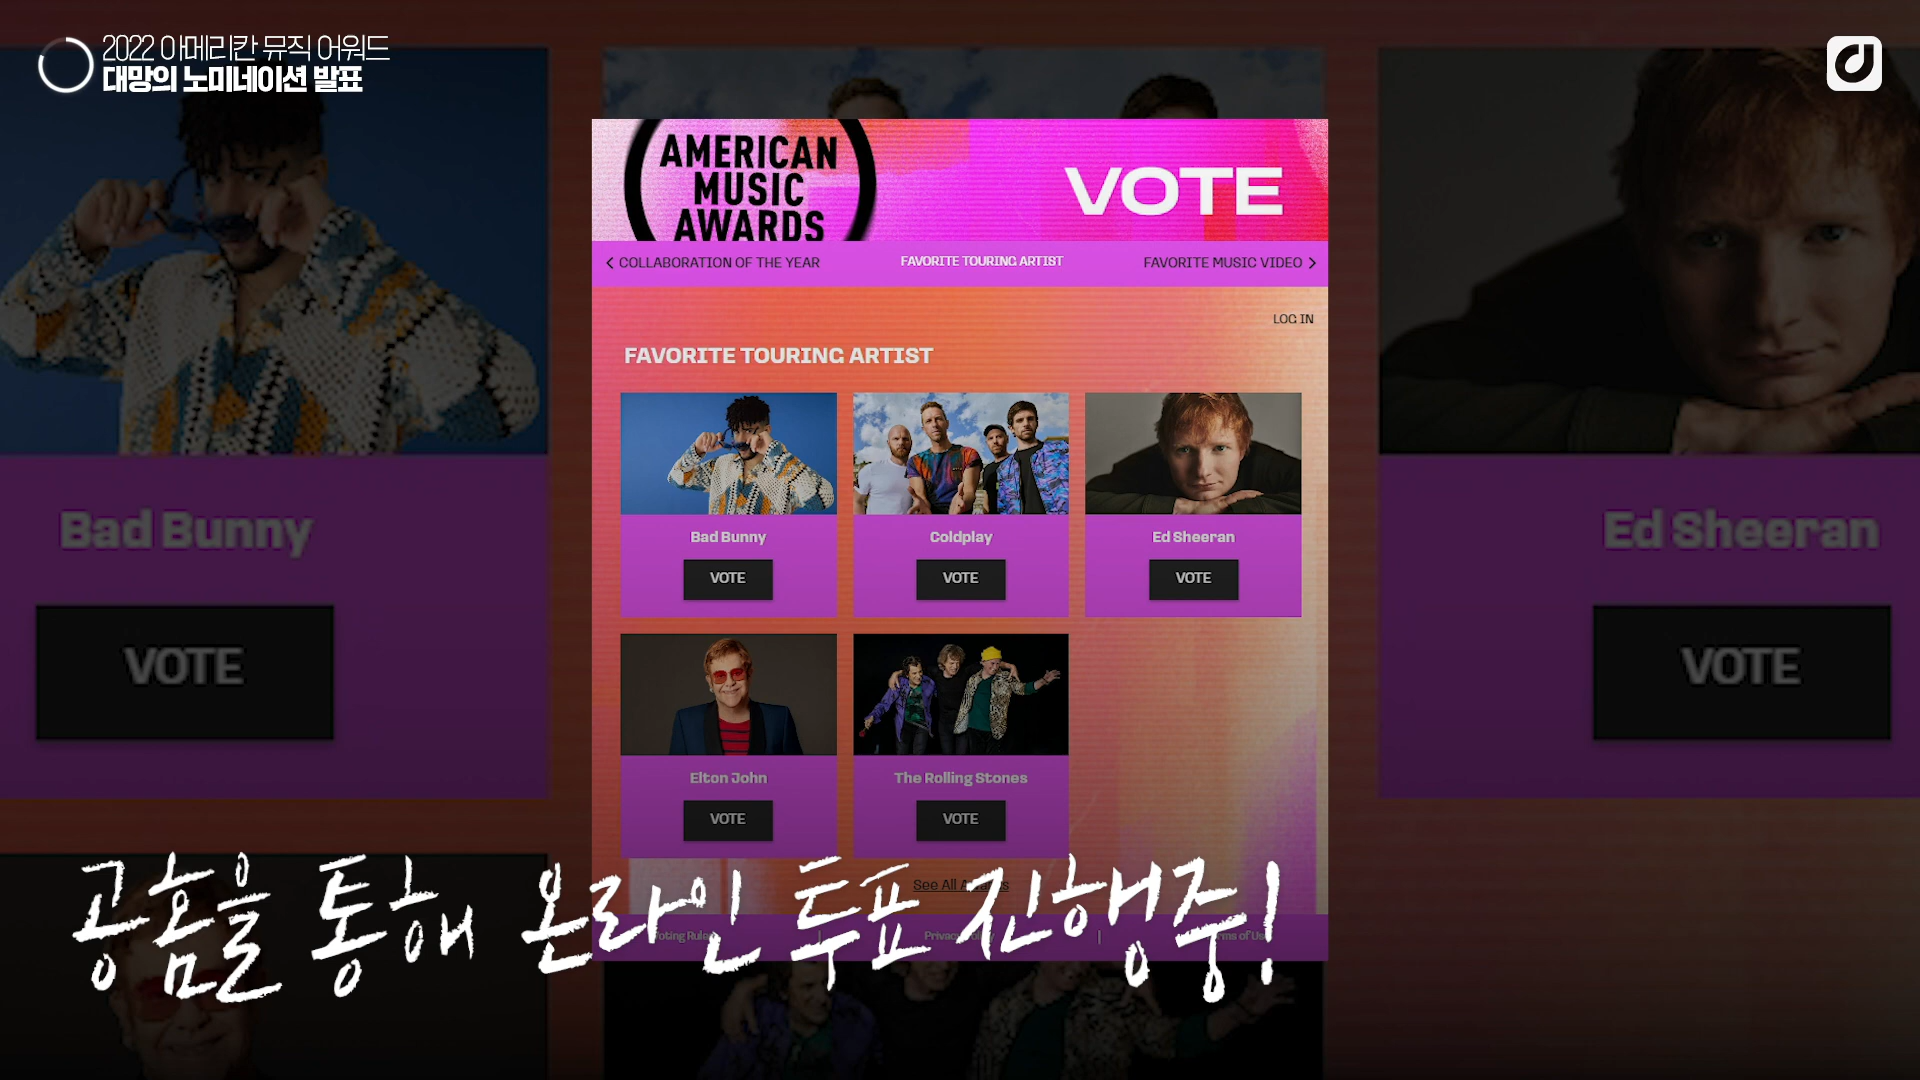 2022 아메리칸 뮤직 어워드
대망의 노미네이션 발표
AMERICAN
MUSIC
AWARDS
VOTE
COLLABORATION OF THE YEAR
FAVORITE TOURING ARTIST
FAVORITE MUSIC VIDEO
LOG IN
FAVORITE TOURING ARTIST
Bad Bunny
Coldplay
Ed Sheeran
VOTE
VOTE
VOTE
Elton John
The Rolling Stones
VOTE
VOTE
Bad Bunny
VOTE
Ed Sheeran
VOTE
See All
공홈을 통해 온라인 투표 진행중!